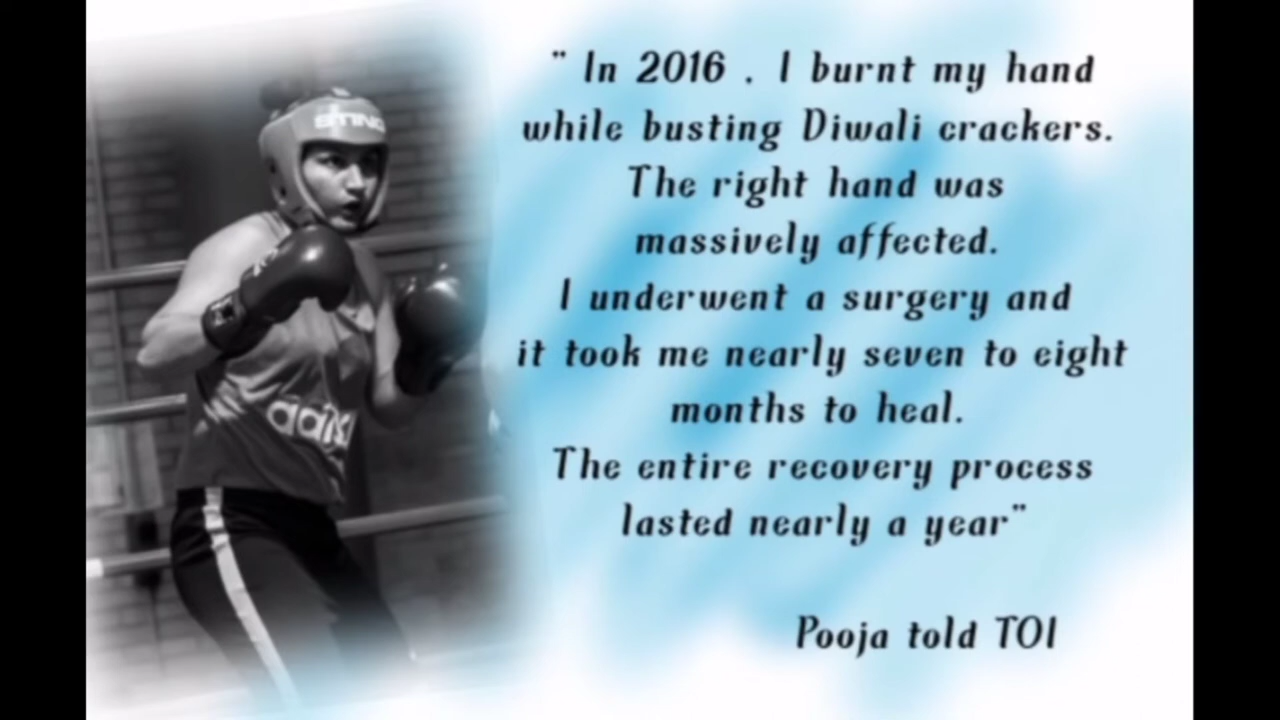 STING
adidas
" In 2016 . I burnt my hand
while busting Diwali crackers.
The right hand was
massively affected.
I underwent a surgery and
it took me nearly seven to eight
months to heal.
The entire recovery process
lasted nearly a year"
Pooja told TOI